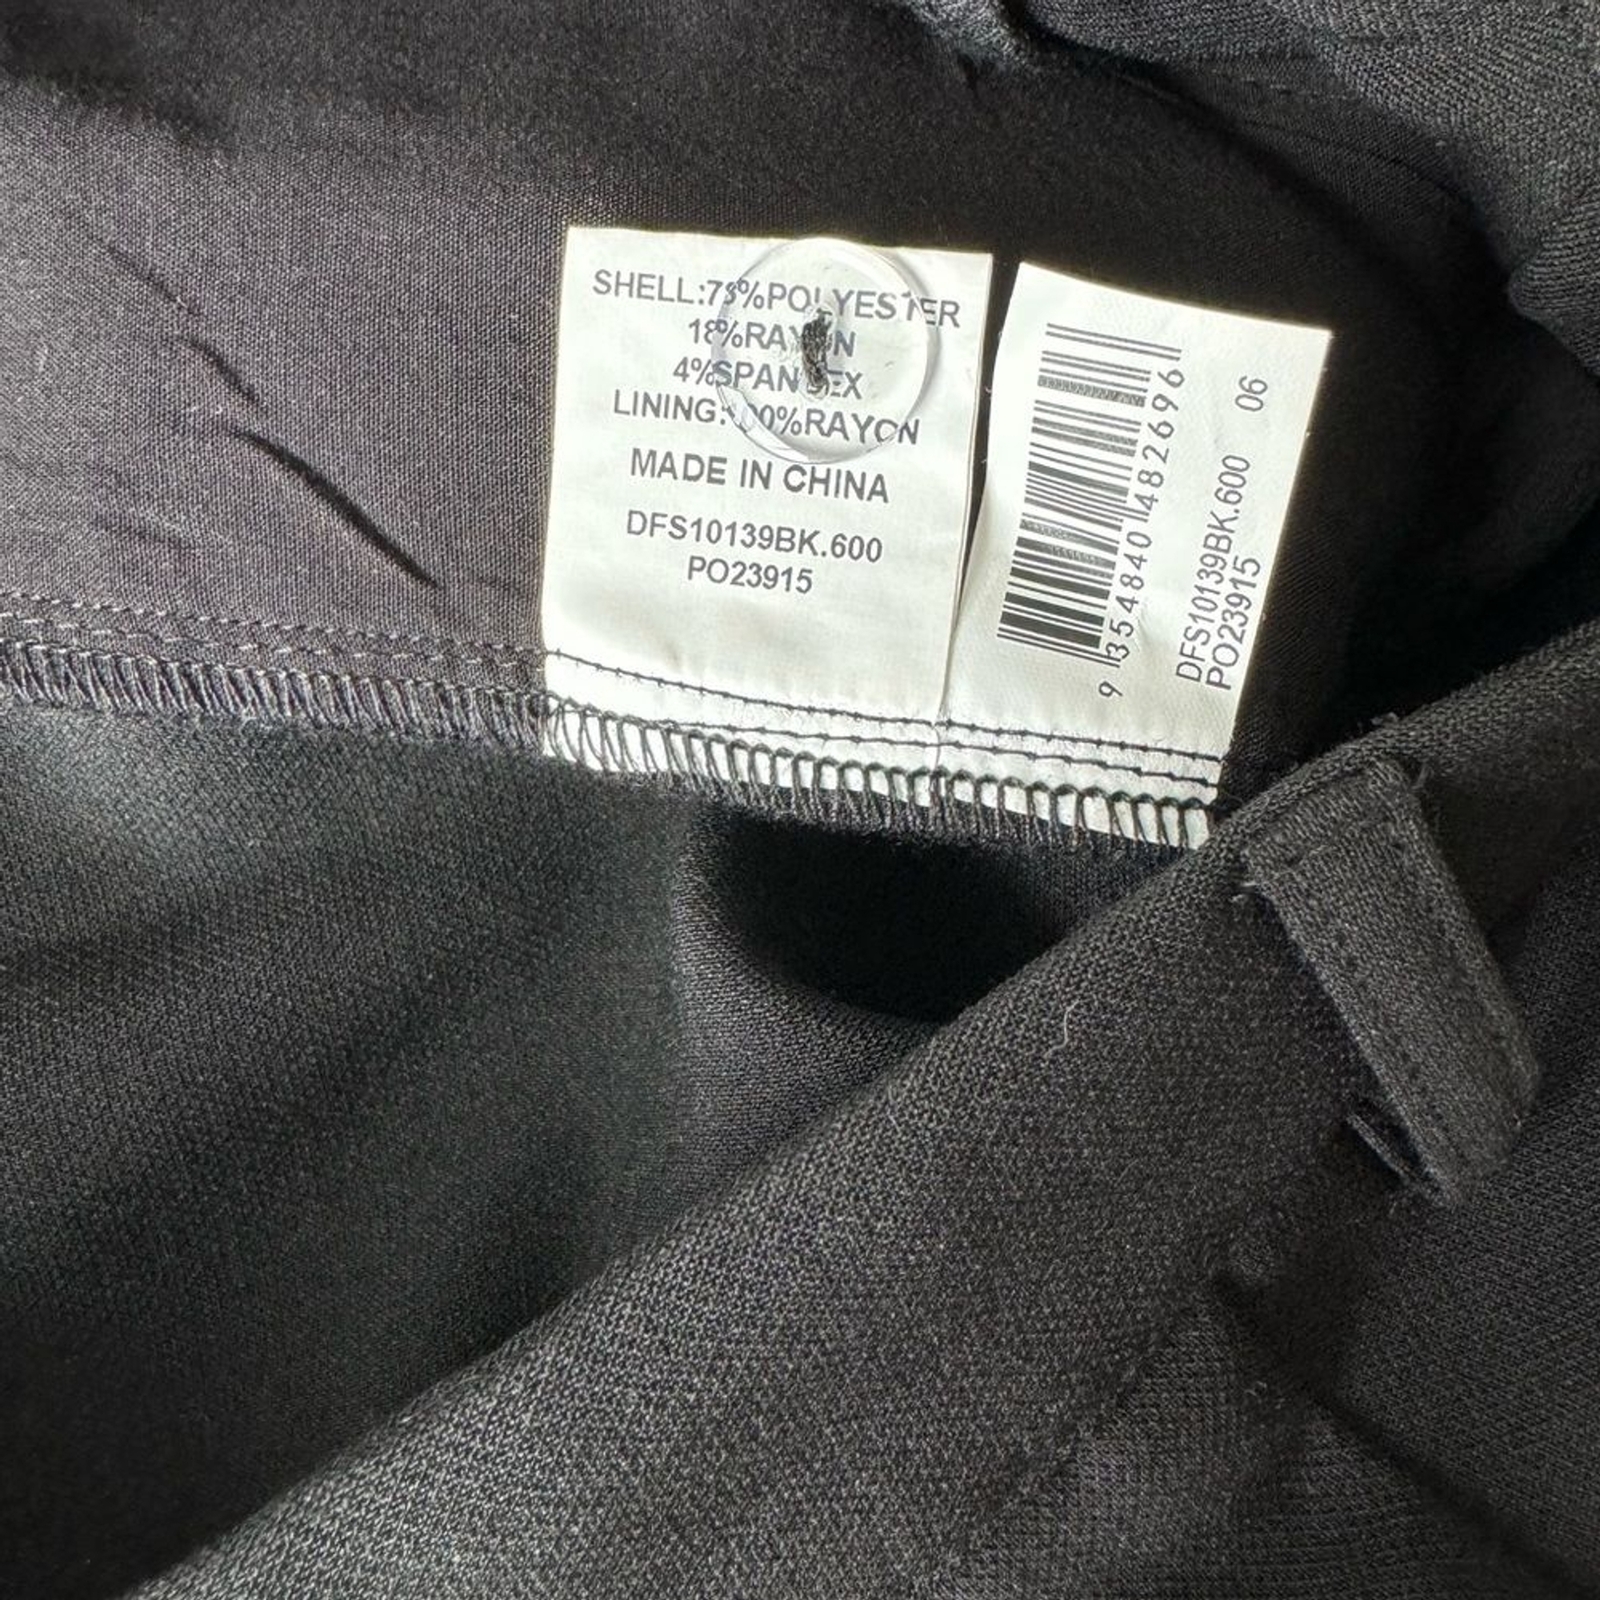 SHELL:78%POLYESTER
18%RAYON
4%SPANDEX
LINING:100%RAYON
MADE IN CHINA
DFS10139BK.600
PO23915
9 354840 482696
DFS10139BK.600 06
PO23915